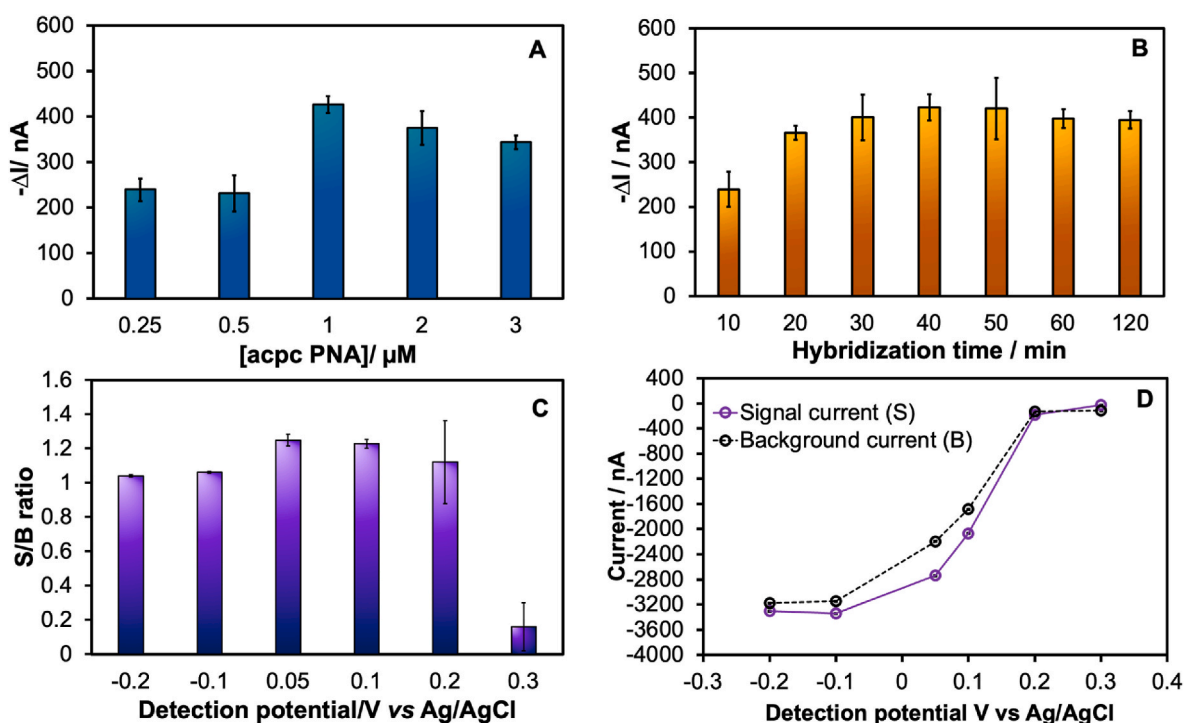 600
500
400
300
200
100
0
-ΔI/ nA
A
0.25 0.5 1 2 3
[acpc PNA]/ µM
600
500
400
300
200
100
0
-ΔI / nA
B
10 20 30 40 50 60 120
Hybridization time / min
1.6
1.4
1.2
1
0.8
0.6
0.4
0.2
0
S/B ratio
C
-0.2 -0.1 0.05 0.1 0.2 0.3
Detection potential/V vs Ag/AgCl
400
0
-400
-800
-1200
-1600
-2000
-2400
-2800
-3200
-3600
-4000
Current / nA
D
Signal current (S)
Background current (B)
-0.3 -0.2 -0.1 0 0.1 0.2 0.3 0.4
Detection potential V vs Ag/AgCl